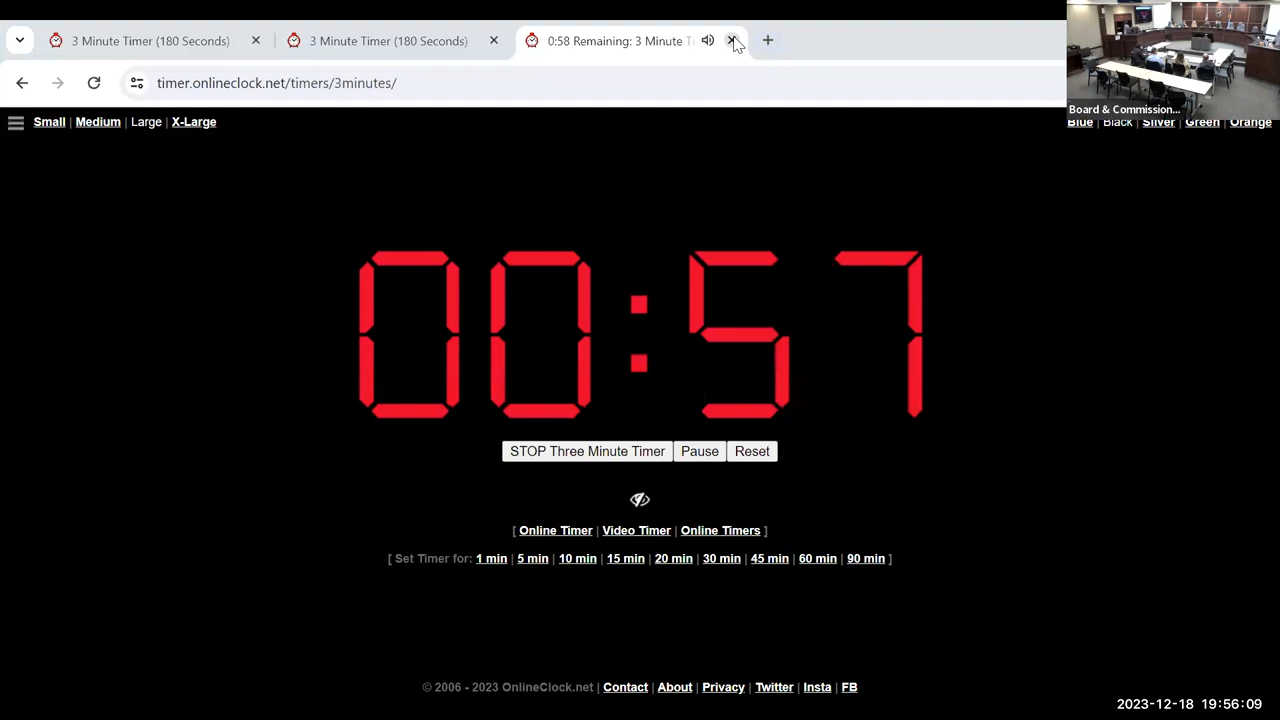 3 Minute Timer (180 Seconds)
3 Minute Timer (180 Seconds)
0:58 Remaining: 3 Minute T
timer.onlineclock.net/timers/3minutes/
Board & Commission...
Small | Medium | Large | X-Large
Blue | Black | Silver | Green | Orange
00:57
STOP Three Minute Timer
Pause
Reset
[ Online Timer | Video Timer | Online Timers ]
[ Set Timer for: 1 min | 5 min | 10 min | 15 min | 20 min | 30 min | 45 min | 60 min | 90 min ]
© 2006 - 2023 OnlineClock.net | Contact | About | Privacy | Twitter | Insta | FB
2023-12-18 19:56:09